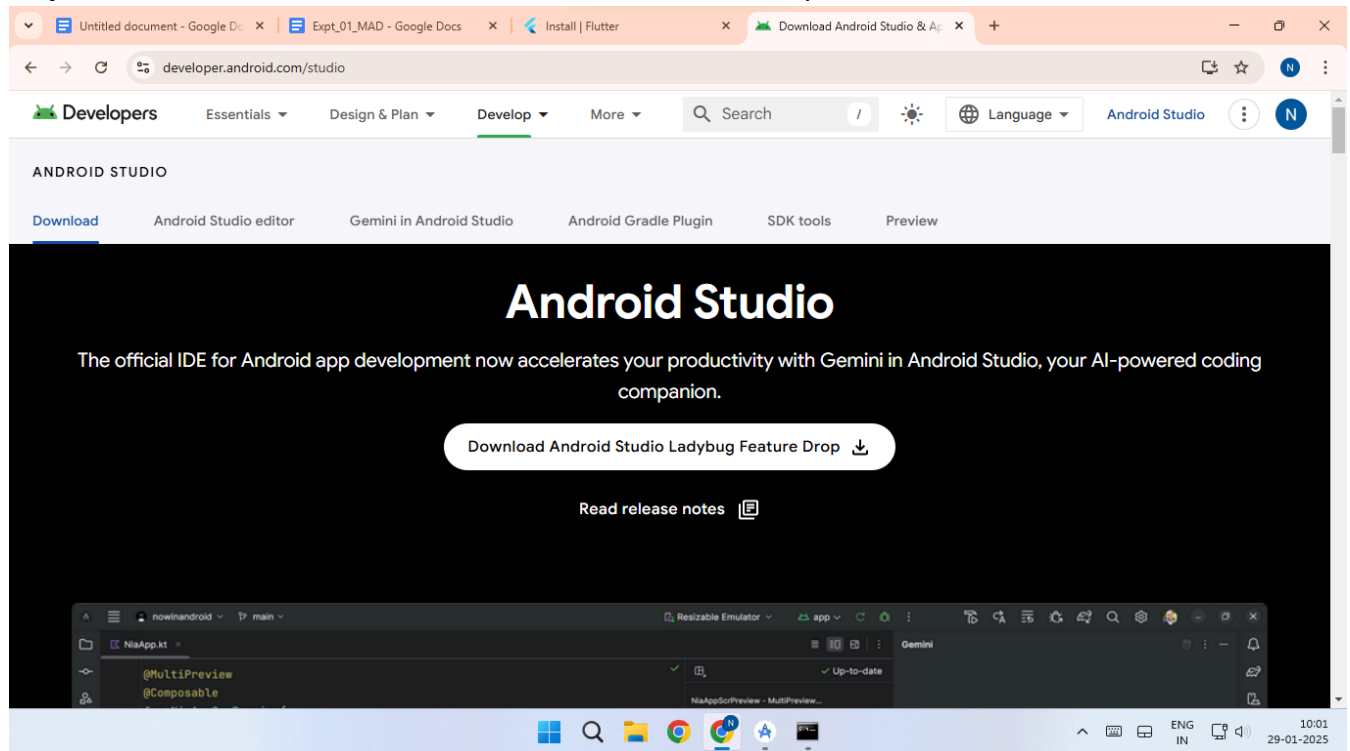 Untitled document - Google Do
Expt_01_MAD - Google Docs
Install | Flutter
Download Android Studio & Ap
developer.android.com/studio
N
Developers
Essentials
Design & Plan
Develop
More
Search
/
Language
Android Studio
N
ANDROID STUDIO
Download
Android Studio editor
Gemini in Android Studio
Android Gradle Plugin
SDK tools
Preview
Android Studio
The official IDE for Android app development now accelerates your productivity with Gemini in Android Studio, your AI-powered coding
companion.
Download Android Studio Ladybug Feature Drop
Read release notes
nowinandroid
main
Resizable Emulator
app
NiaApp.kt
Gemini
@MultiPreview
Up-to-date
@Composable
NiaAppScrPreview - MultiPreview...
N
ENG
IN
10:01
29-01-2025